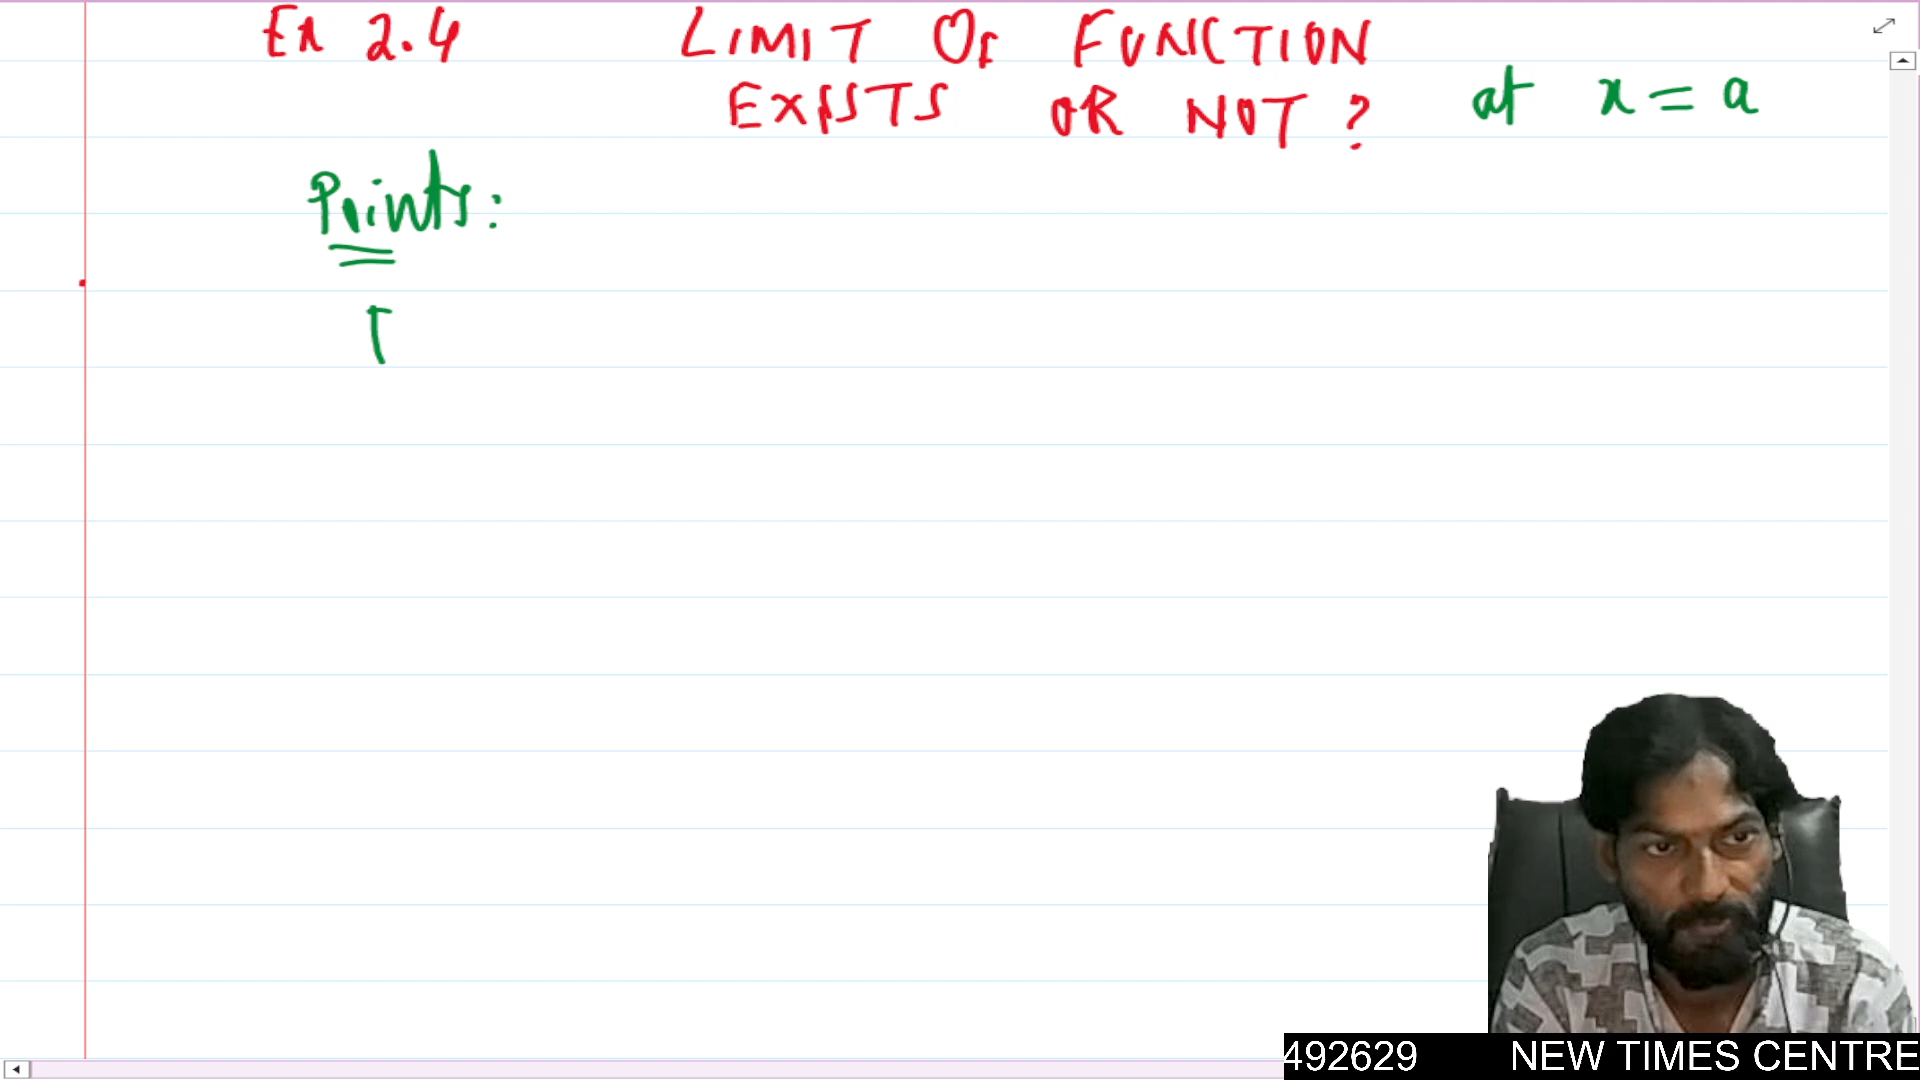 Ex 2.4 LIMIT OF FUNCTION
EXISTS OR NOT ? at x = a
Points:
492629 NEW TIMES CENTRE